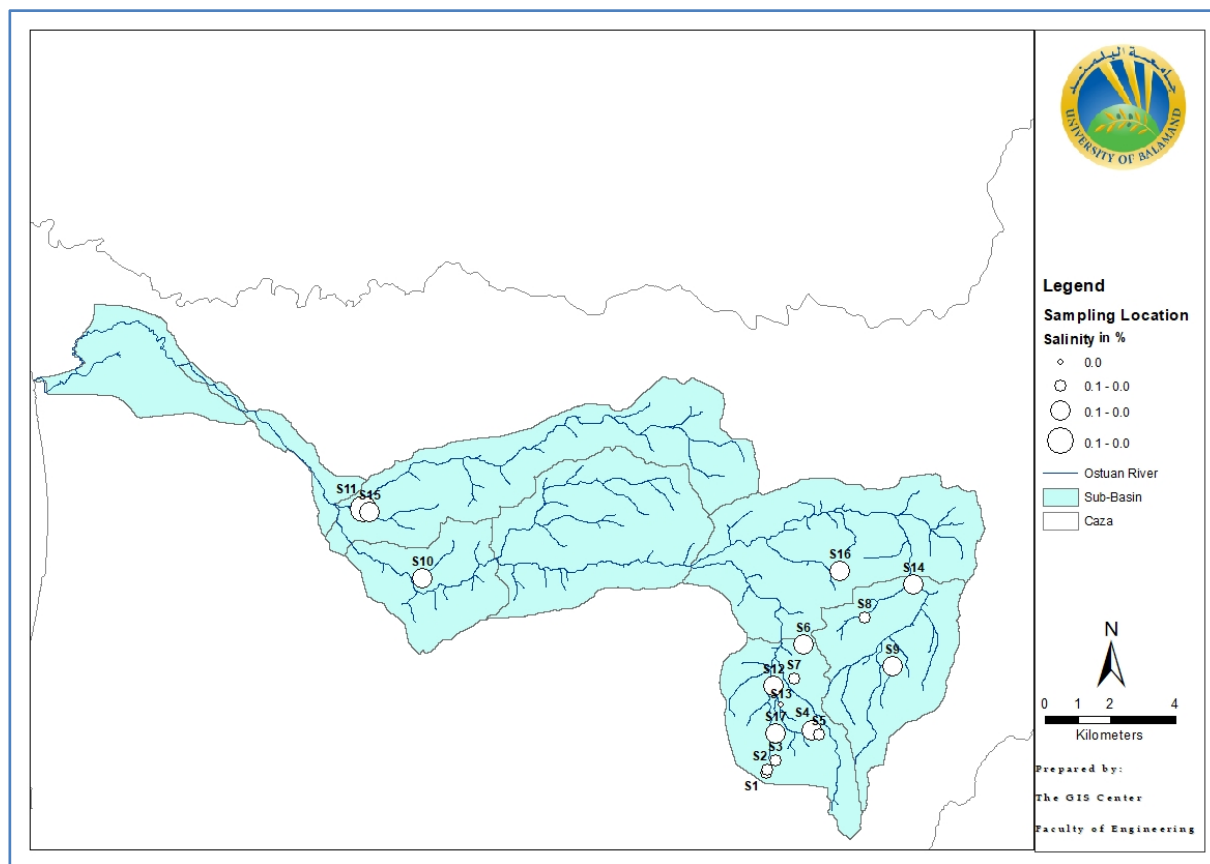 جامعة البلمند
UNIVERSITY OF BALAMAND
Legend
Sampling Location
Salinity in %
0.0
0.1 - 0.0
0.1 - 0.0
0.1 - 0.0
Ostuan River
Sub-Basin
Caza
N
0 1 2 4
Kilometers
Prepared by:
The GIS Center
Faculty of Engineering
S11
S15
S10
S16
S14
S8
S6
S9
S7
S12
S13
S17
S4
S5
S3
S2
S1